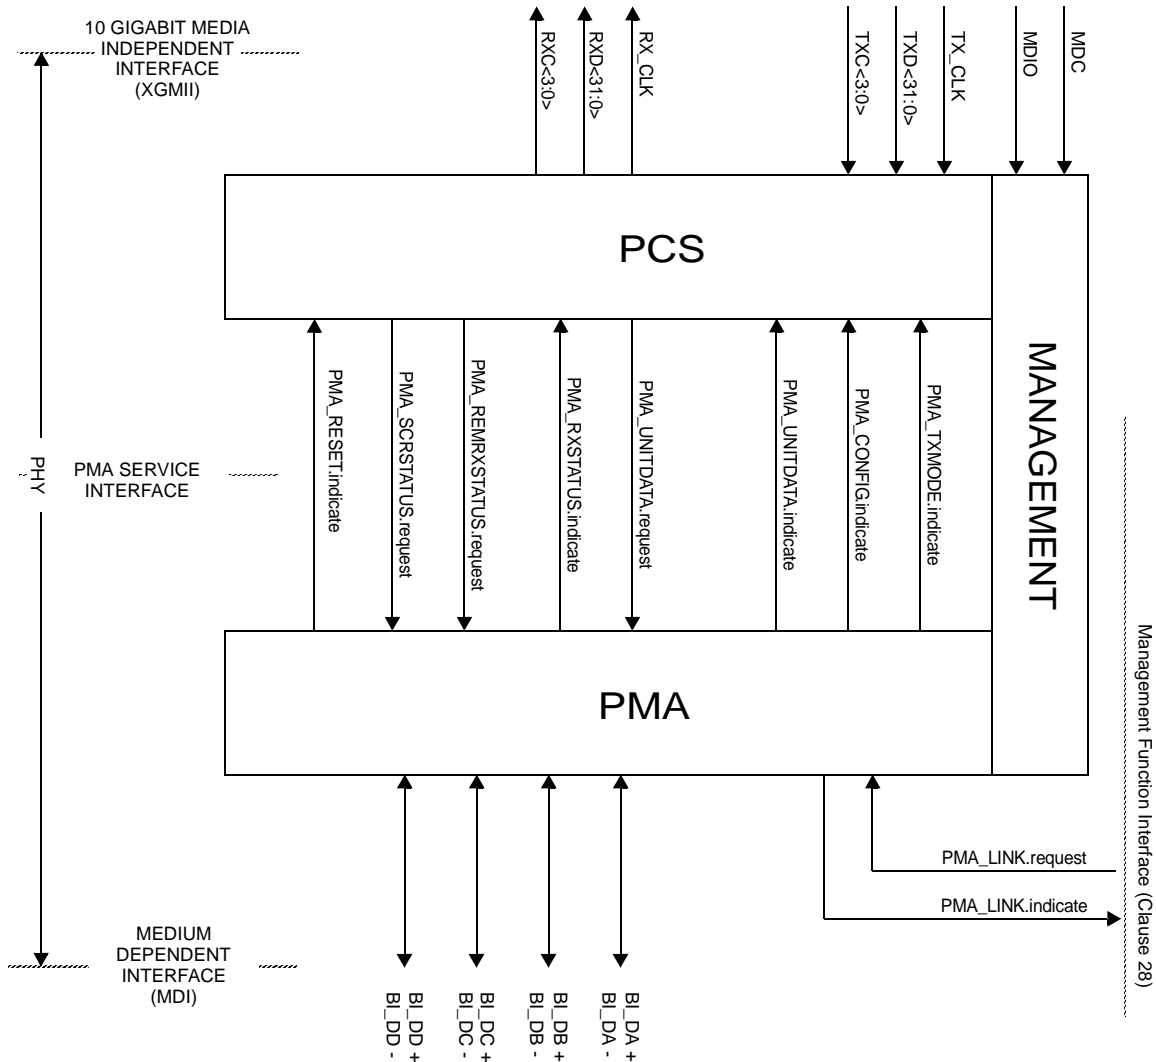 10 GIGABIT MEDIA
INDEPENDENT
INTERFACE
(XGMII)
RXC<3:0>
RXD<31:0>
RX_CLK
TXC<3:0>
TXD<31:0>
TX_CLK
MDIO
MDC
PCS
MANAGEMENT
PHY
PMA SERVICE
INTERFACE
PMA_RESET.indicate
PMA_SCRSTATUS.request
PMA_REMRXSTATUS.request
PMA_RXSTATUS.indicate
PMA_UNITDATA.request
PMA_UNITDATA.indicate
PMA_CONFIG.indicate
PMA_TXMODE.indicate
PMA
Management Function Interface (Clause 28)
PMA_LINK.request
PMA_LINK.indicate
MEDIUM
DEPENDENT
INTERFACE
(MDI)
BI_DD +
BI_DD -
BI_DC +
BI_DC -
BI_DB +
BI_DB -
BI_DA +
BI_DA -